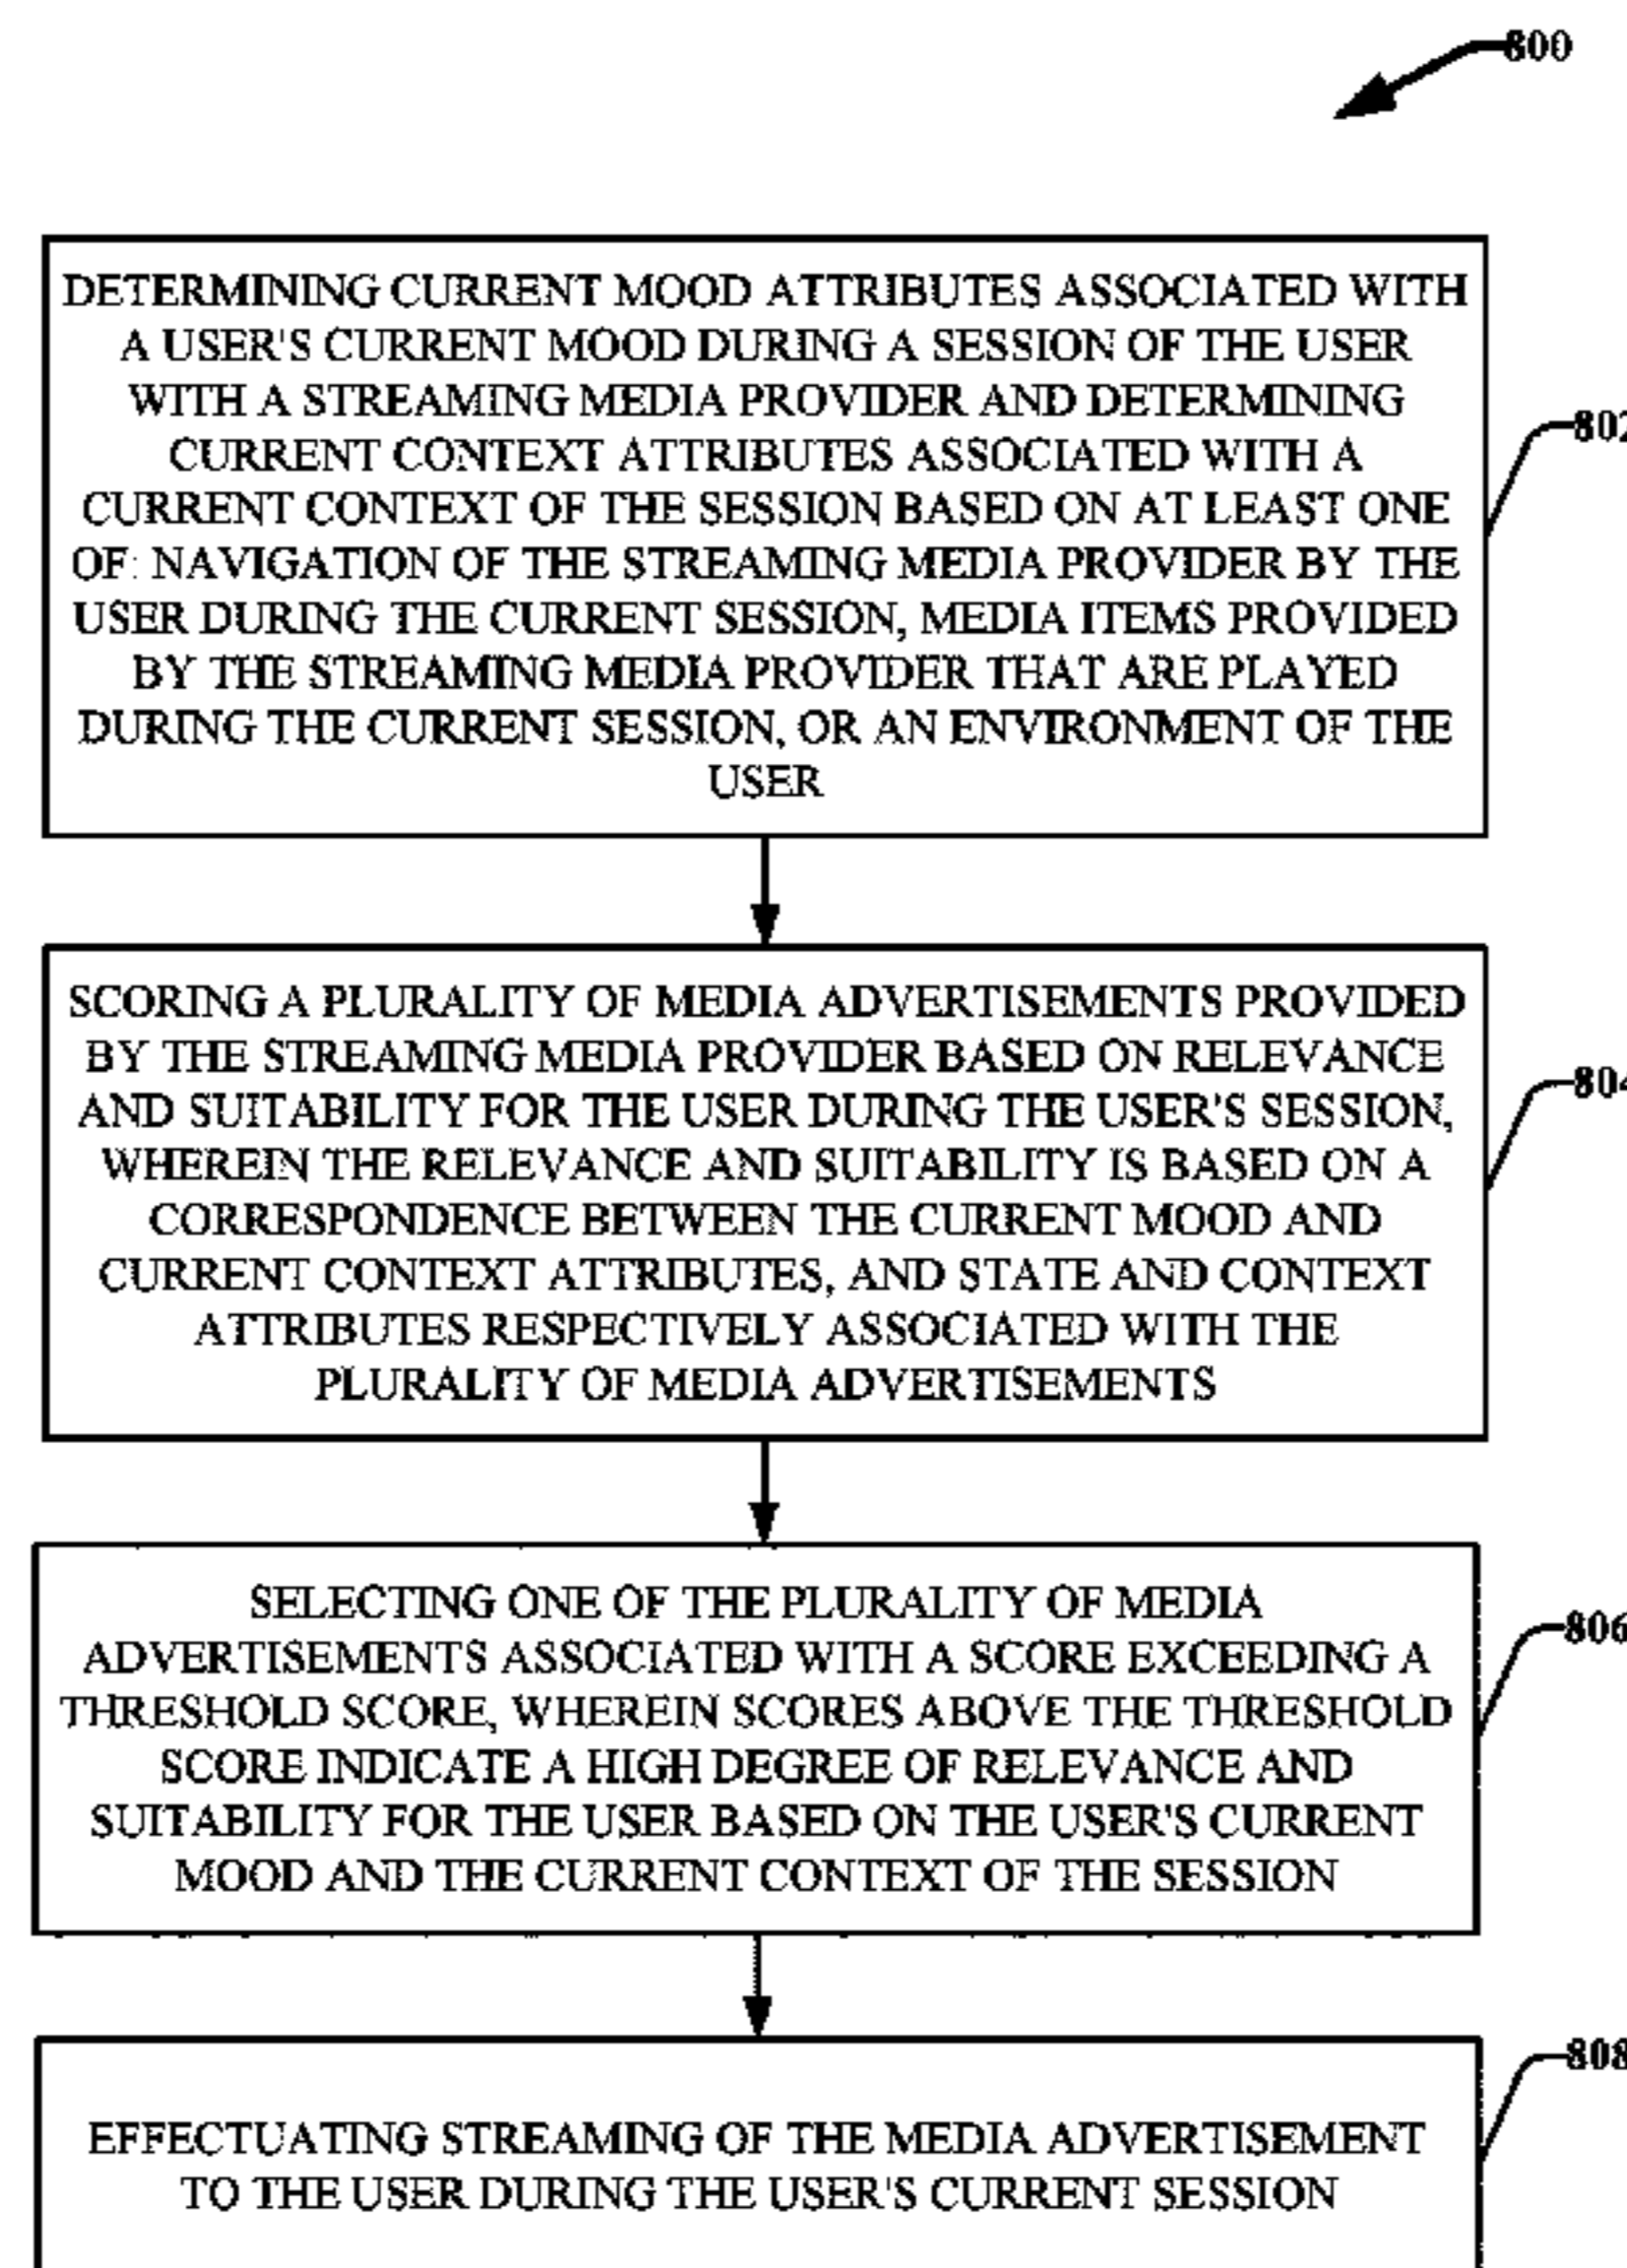 800
DETERMINING CURRENT MOOD ATTRIBUTES ASSOCIATED WITH
A USER'S CURRENT MOOD DURING A SESSION OF THE USER
WITH A STREAMING MEDIA PROVIDER AND DETERMINING
CURRENT CONTEXT ATTRIBUTES ASSOCIATED WITH A
CURRENT CONTEXT OF THE SESSION BASED ON AT LEAST ONE
OF: NAVIGATION OF THE STREAMING MEDIA PROVIDER BY THE
USER DURING THE CURRENT SESSION, MEDIA ITEMS PROVIDED
BY THE STREAMING MEDIA PROVIDER THAT ARE PLAYED
DURING THE CURRENT SESSION, OR AN ENVIRONMENT OF THE
USER
802
SCORING A PLURALITY OF MEDIA ADVERTISEMENTS PROVIDED
BY THE STREAMING MEDIA PROVIDER BASED ON RELEVANCE
AND SUITABILITY FOR THE USER DURING THE USER'S SESSION,
WHEREIN THE RELEVANCE AND SUITABILITY IS BASED ON A
CORRESPONDENCE BETWEEN THE CURRENT MOOD AND
CURRENT CONTEXT ATTRIBUTES, AND STATE AND CONTEXT
ATTRIBUTES RESPECTIVELY ASSOCIATED WITH THE
PLURALITY OF MEDIA ADVERTISEMENTS
804
SELECTING ONE OF THE PLURALITY OF MEDIA
ADVERTISEMENTS ASSOCIATED WITH A SCORE EXCEEDING A
THRESHOLD SCORE, WHEREIN SCORES ABOVE THE THRESHOLD
SCORE INDICATE A HIGH DEGREE OF RELEVANCE AND
SUITABILITY FOR THE USER BASED ON THE USER'S CURRENT
MOOD AND THE CURRENT CONTEXT OF THE SESSION
806
EFFECTUATING STREAMING OF THE MEDIA ADVERTISEMENT
TO THE USER DURING THE USER'S CURRENT SESSION
808